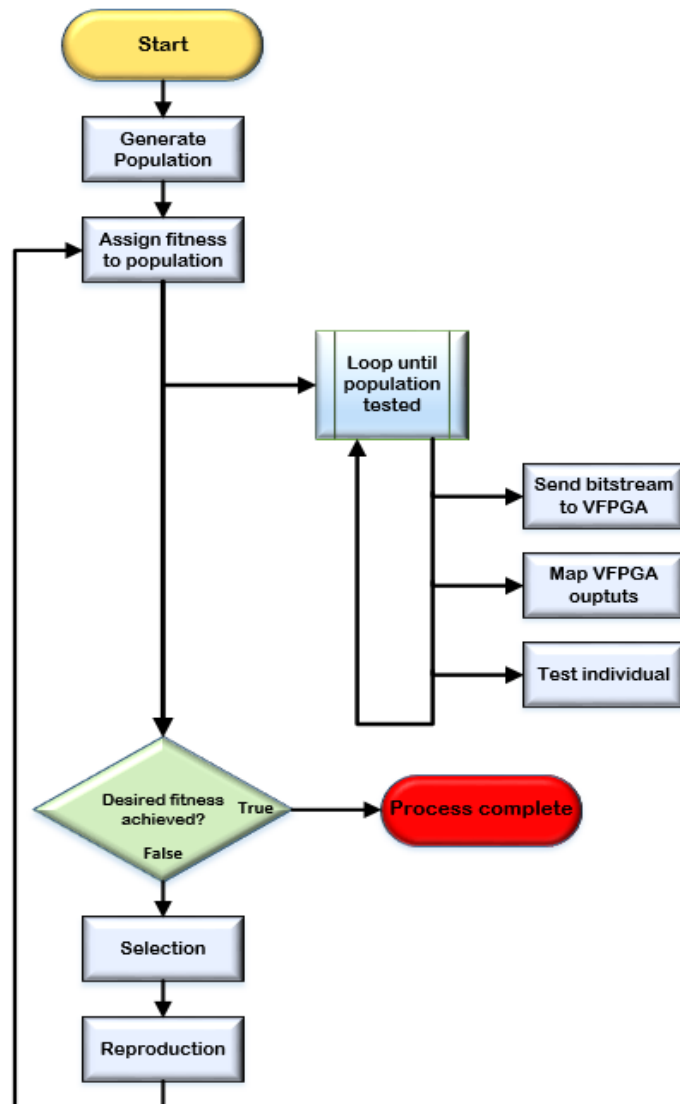 Start
Generate
Population
Assign fitness
to population
Loop until
population
tested
Send bitstream
to VFPGA
Map VFPGA
ouptuts
Test individual
Desired fitness
achieved?
True
False
Process complete
Selection
Reproduction